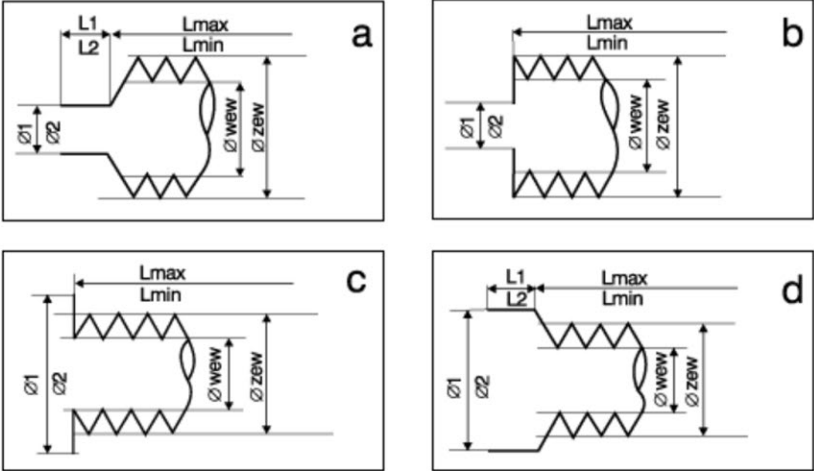 a
L1
L2
Lmax
Lmin
Ø1
Ø2
Ø wew
Ø zew
b
Lmax
Lmin
Ø1
Ø2
Ø wew
Ø zew
c
Lmax
Lmin
Ø1
Ø2
Ø wew
Ø zew
d
L1
L2
Lmax
Lmin
Ø1
Ø2
Ø wew
Ø zew